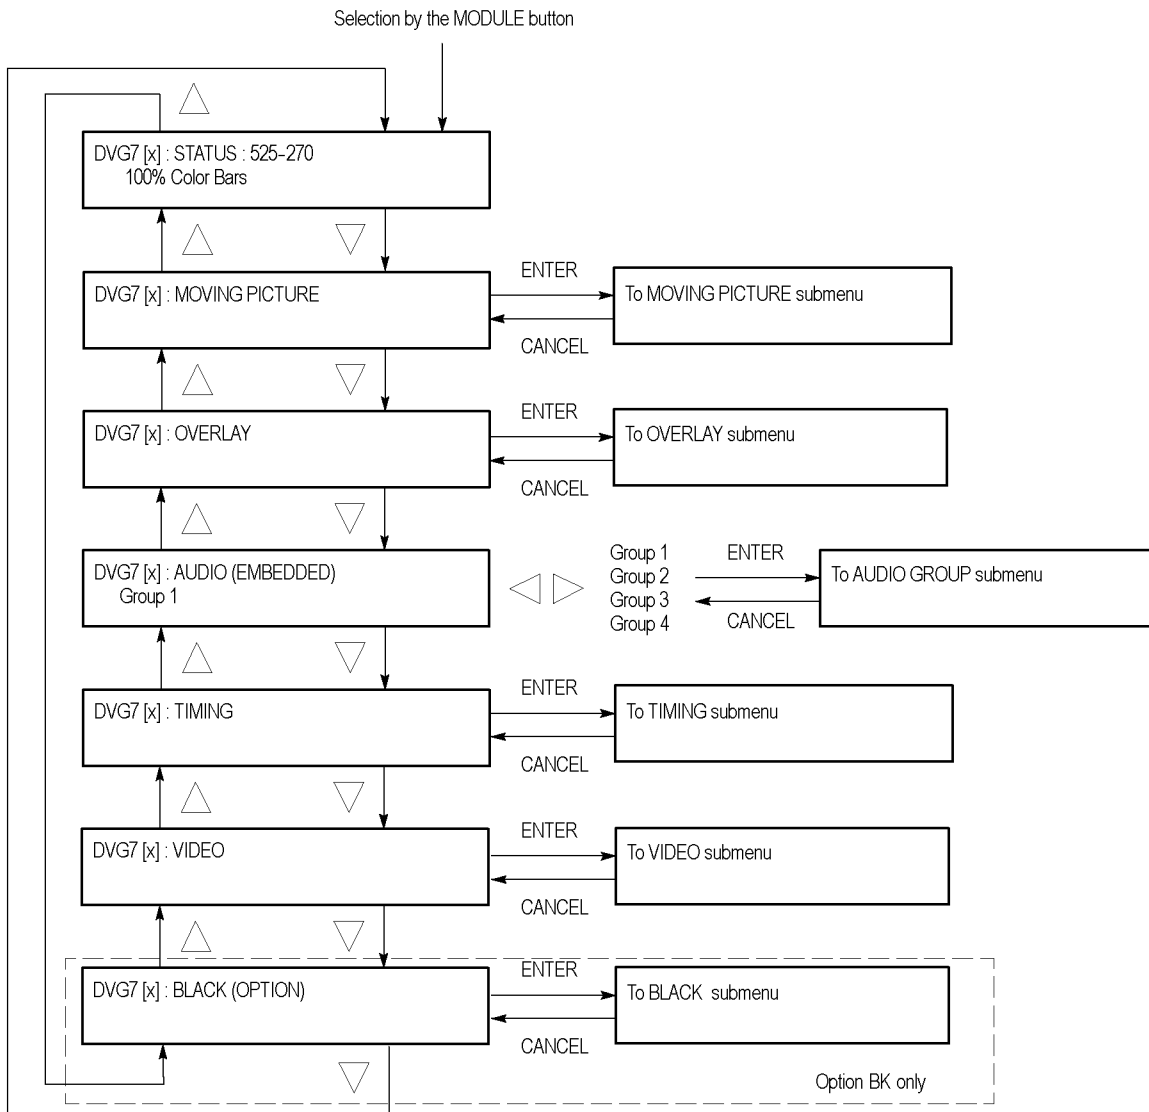 Selection by the MODULE button
DVG7 [x] : STATUS : 525-270
100% Color Bars
DVG7 [x] : MOVING PICTURE
ENTER
CANCEL
To MOVING PICTURE submenu
DVG7 [x] : OVERLAY
ENTER
CANCEL
To OVERLAY submenu
DVG7 [x] : AUDIO (EMBEDDED)
Group 1
Group 1
Group 2
Group 3
Group 4
ENTER
CANCEL
To AUDIO GROUP submenu
DVG7 [x] : TIMING
ENTER
CANCEL
To TIMING submenu
DVG7 [x] : VIDEO
ENTER
CANCEL
To VIDEO submenu
DVG7 [x] : BLACK (OPTION)
ENTER
CANCEL
To BLACK submenu
Option BK only